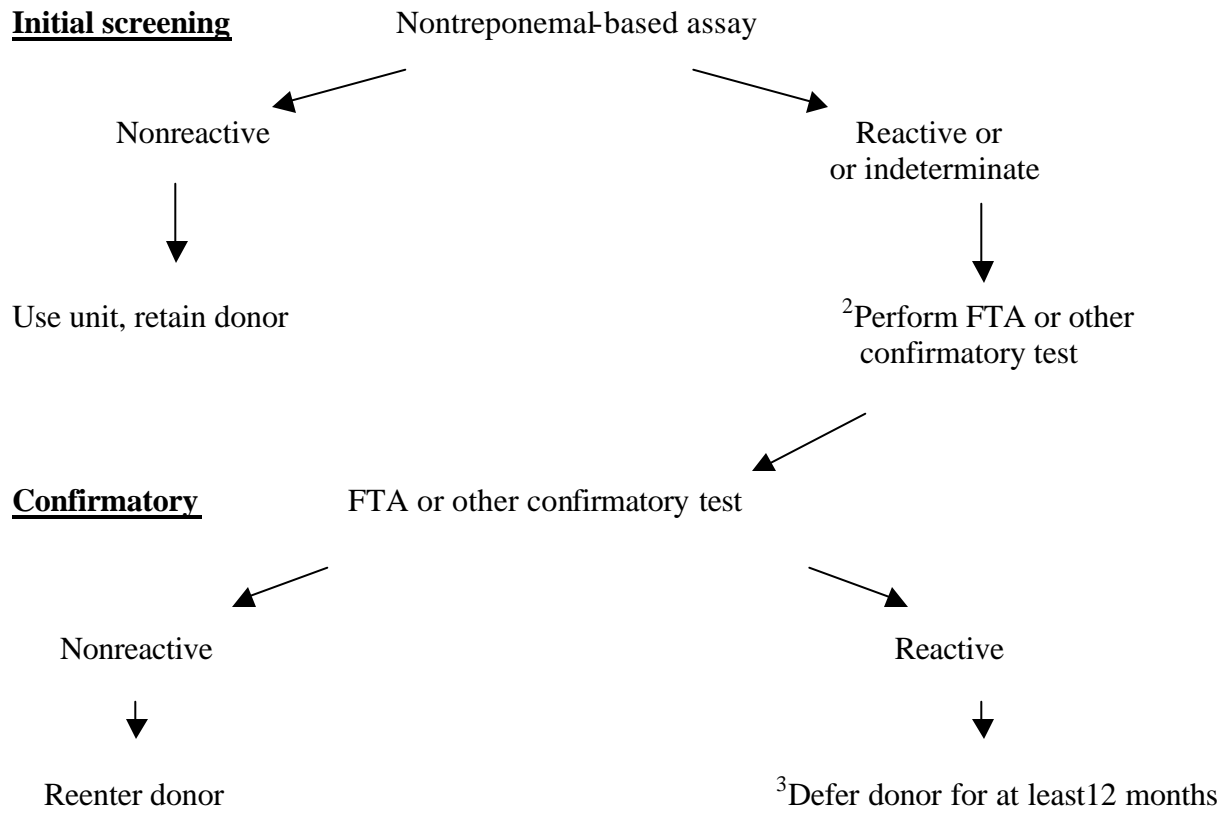 Initial screening Nontreponemal-based assay
Nonreactive Reactive or
or indeterminate
Use unit, retain donor ²Perform FTA or other
confirmatory test
Confirmatory FTA or other confirmatory test
Nonreactive Reactive
Reenter donor ³Defer donor for at least12 months